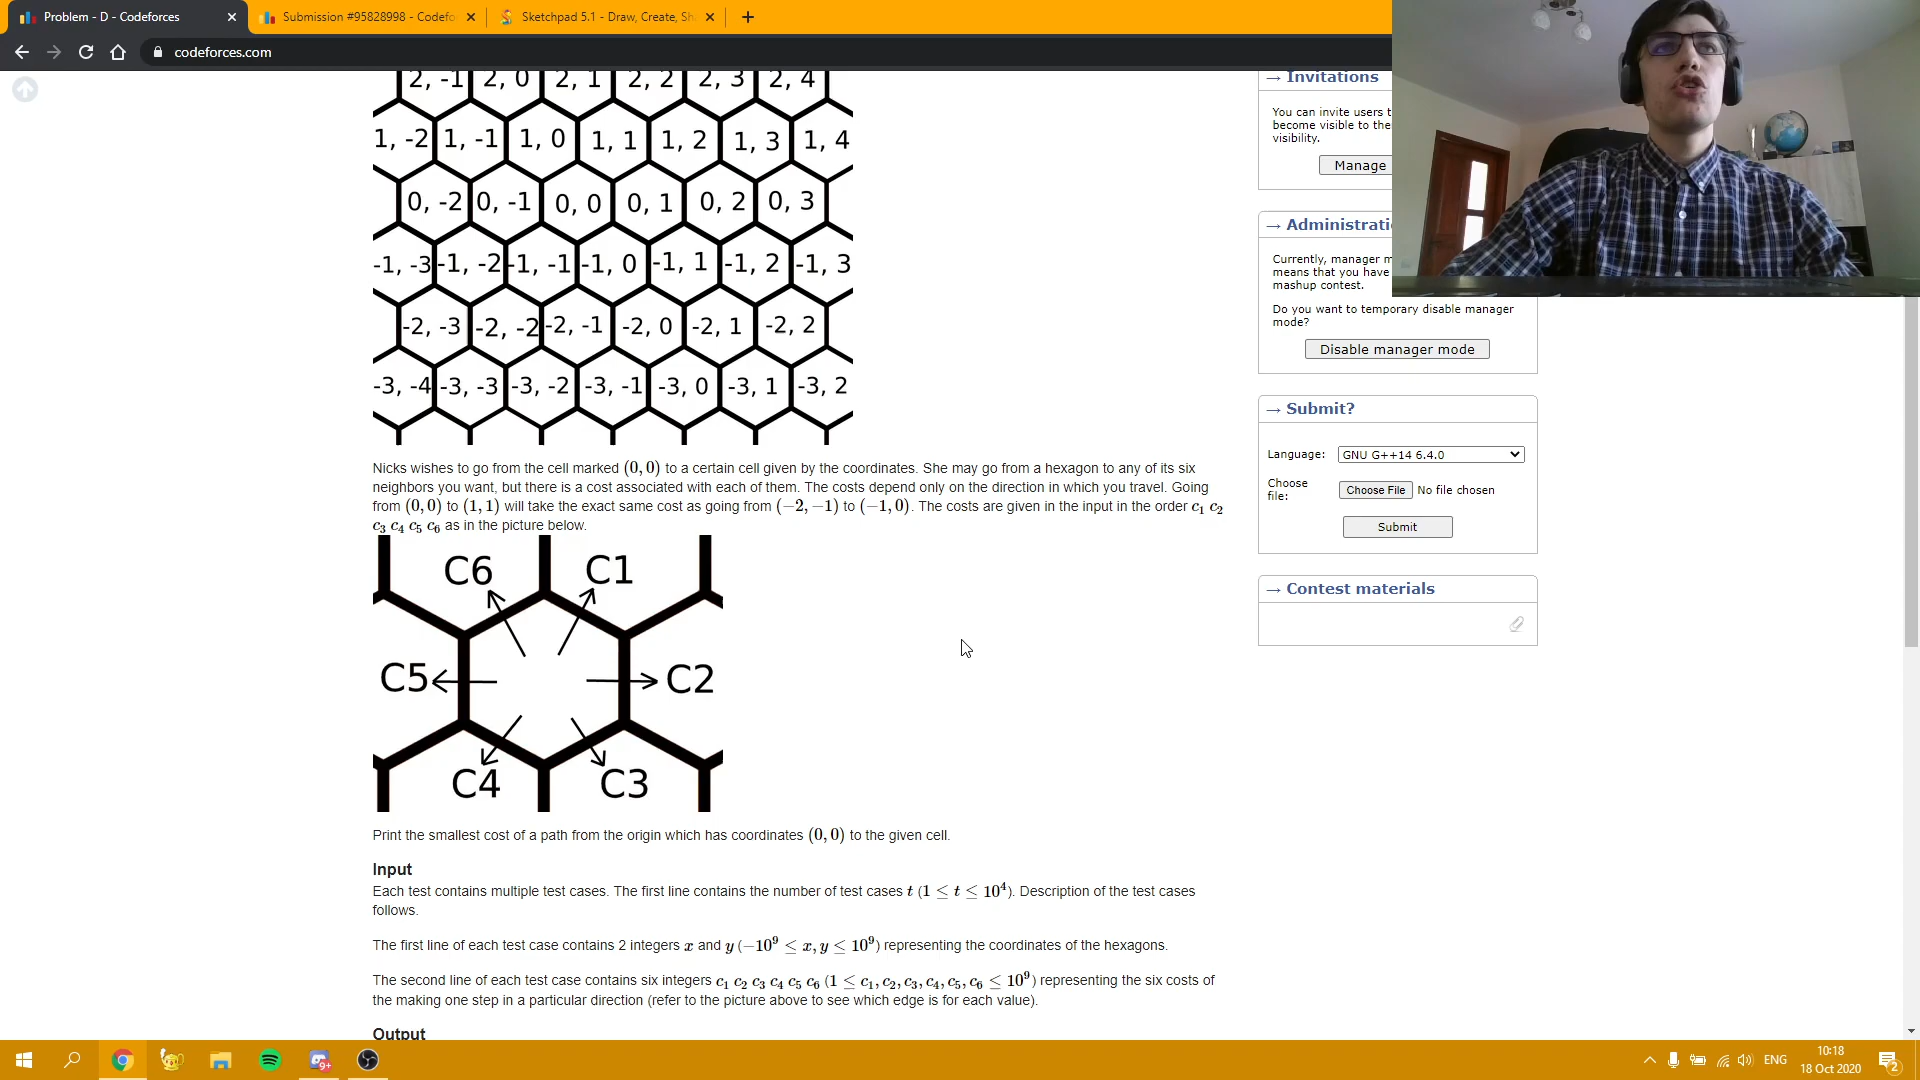 Problem - D - Codeforces
Submission #95828998 - Codefo
Sketchpad 5.1 - Draw, Create, Sh
codeforces.com
2, -1 2, 0 2, 1 2, 2 2, 3 2, 4
1, -2 1, -1 1, 0 1, 1 1, 2 1, 3 1, 4
0, -2 0, -1 0, 0 0, 1 0, 2 0, 3
-1, -3 -1, -2 -1, -1 -1, 0 -1, 1 -1, 2 -1, 3
-2, -3 -2, -2 -2, -1 -2, 0 -2, 1 -2, 2
-3, -4 -3, -3 -3, -2 -3, -1 -3, 0 -3, 1 -3, 2
Nicks wishes to go from the cell marked (0, 0) to a certain cell given by the coordinates. She may go from a hexagon to any of its six
neighbors you want, but there is a cost associated with each of them. The costs depend only on the direction in which you travel. Going
from (0, 0) to (1, 1) will take the exact same cost as going from (−2, −1) to (−1, 0). The costs are given in the input in the order c₁ c₂
c₃ c₄ c₅ c₆ as in the picture below.
C6 C1
C5 C2
C4 C3
Print the smallest cost of a path from the origin which has coordinates (0, 0) to the given cell.
Input
Each test contains multiple test cases. The first line contains the number of test cases t (1 ≤ t ≤ 10⁴). Description of the test cases
follows.
The first line of each test case contains 2 integers x and y (−10⁹ ≤ x, y ≤ 10⁹) representing the coordinates of the hexagons.
The second line of each test case contains six integers c₁ c₂ c₃ c₄ c₅ c₆ (1 ≤ c₁, c₂, c₃, c₄, c₅, c₆ ≤ 10⁹) representing the six costs of
the making one step in a particular direction (refer to the picture above to see which edge is for each value).
Output
→ Invitations
You can invite users t
become visible to the
visibility.
Manage
→ Administrati
Currently, manager m
means that you have
mashup contest.
Do you want to temporary disable manager
mode?
Disable manager mode
→ Submit?
Language: GNU G++14 6.4.0
Choose
file:
Choose File No file chosen
Submit
→ Contest materials
9+
ENG
10:18
18 Oct 2020
2